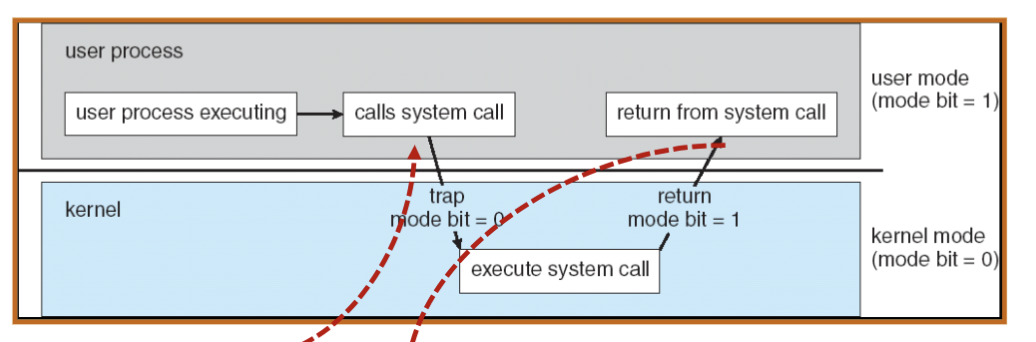 user process
user process executing
calls system call
return from system call
user mode
(mode bit = 1)
trap
mode bit = 0
return
mode bit = 1
kernel
execute system call
kernel mode
(mode bit = 0)